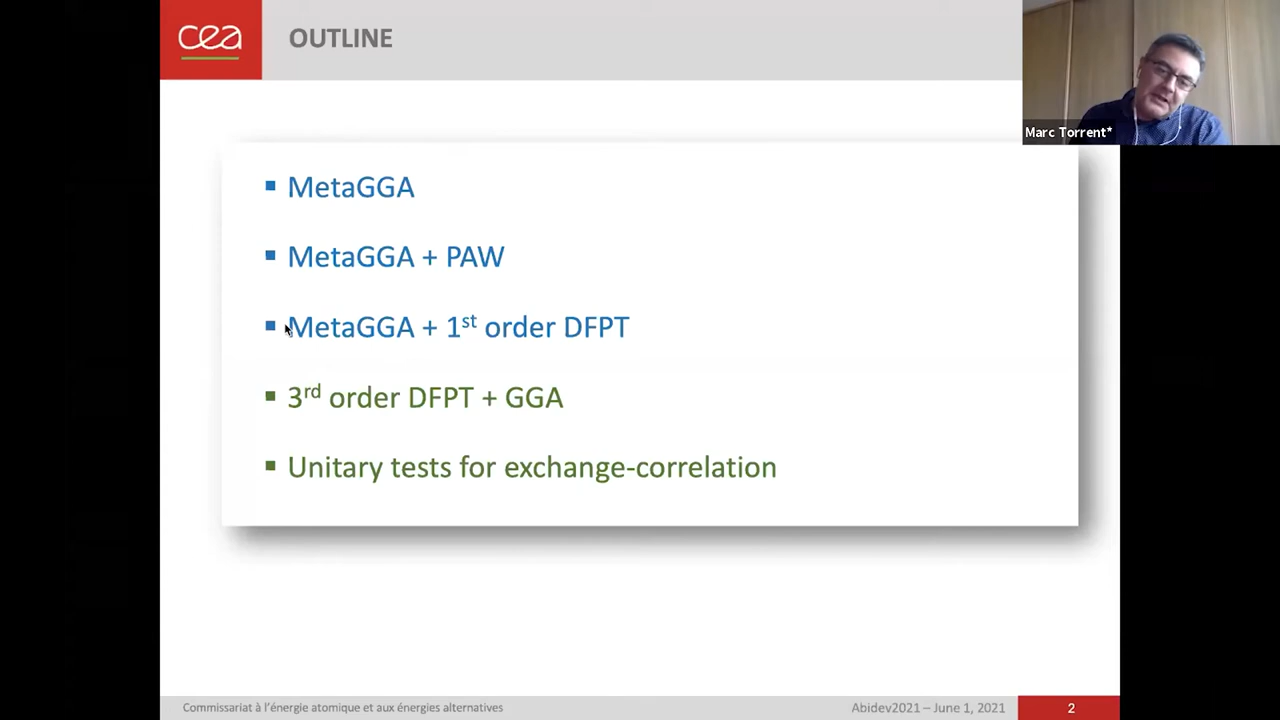 cea
OUTLINE
Marc Torrent*
▪ MetaGGA
▪ MetaGGA + PAW
▪ MetaGGA + 1st order DFPT
▪ 3rd order DFPT + GGA
▪ Unitary tests for exchange-correlation
Commissariat à l'énergie atomique et aux énergies alternatives
Abidev2021 – June 1, 2021
2